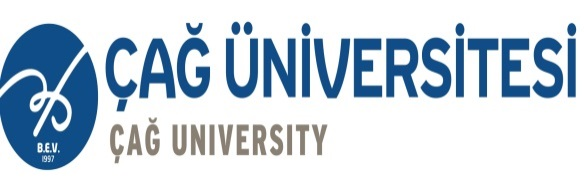 ÇAĞ ÜNİVERSİTESİ
ÇAĞ UNIVERSITY
B.E.V.
1997